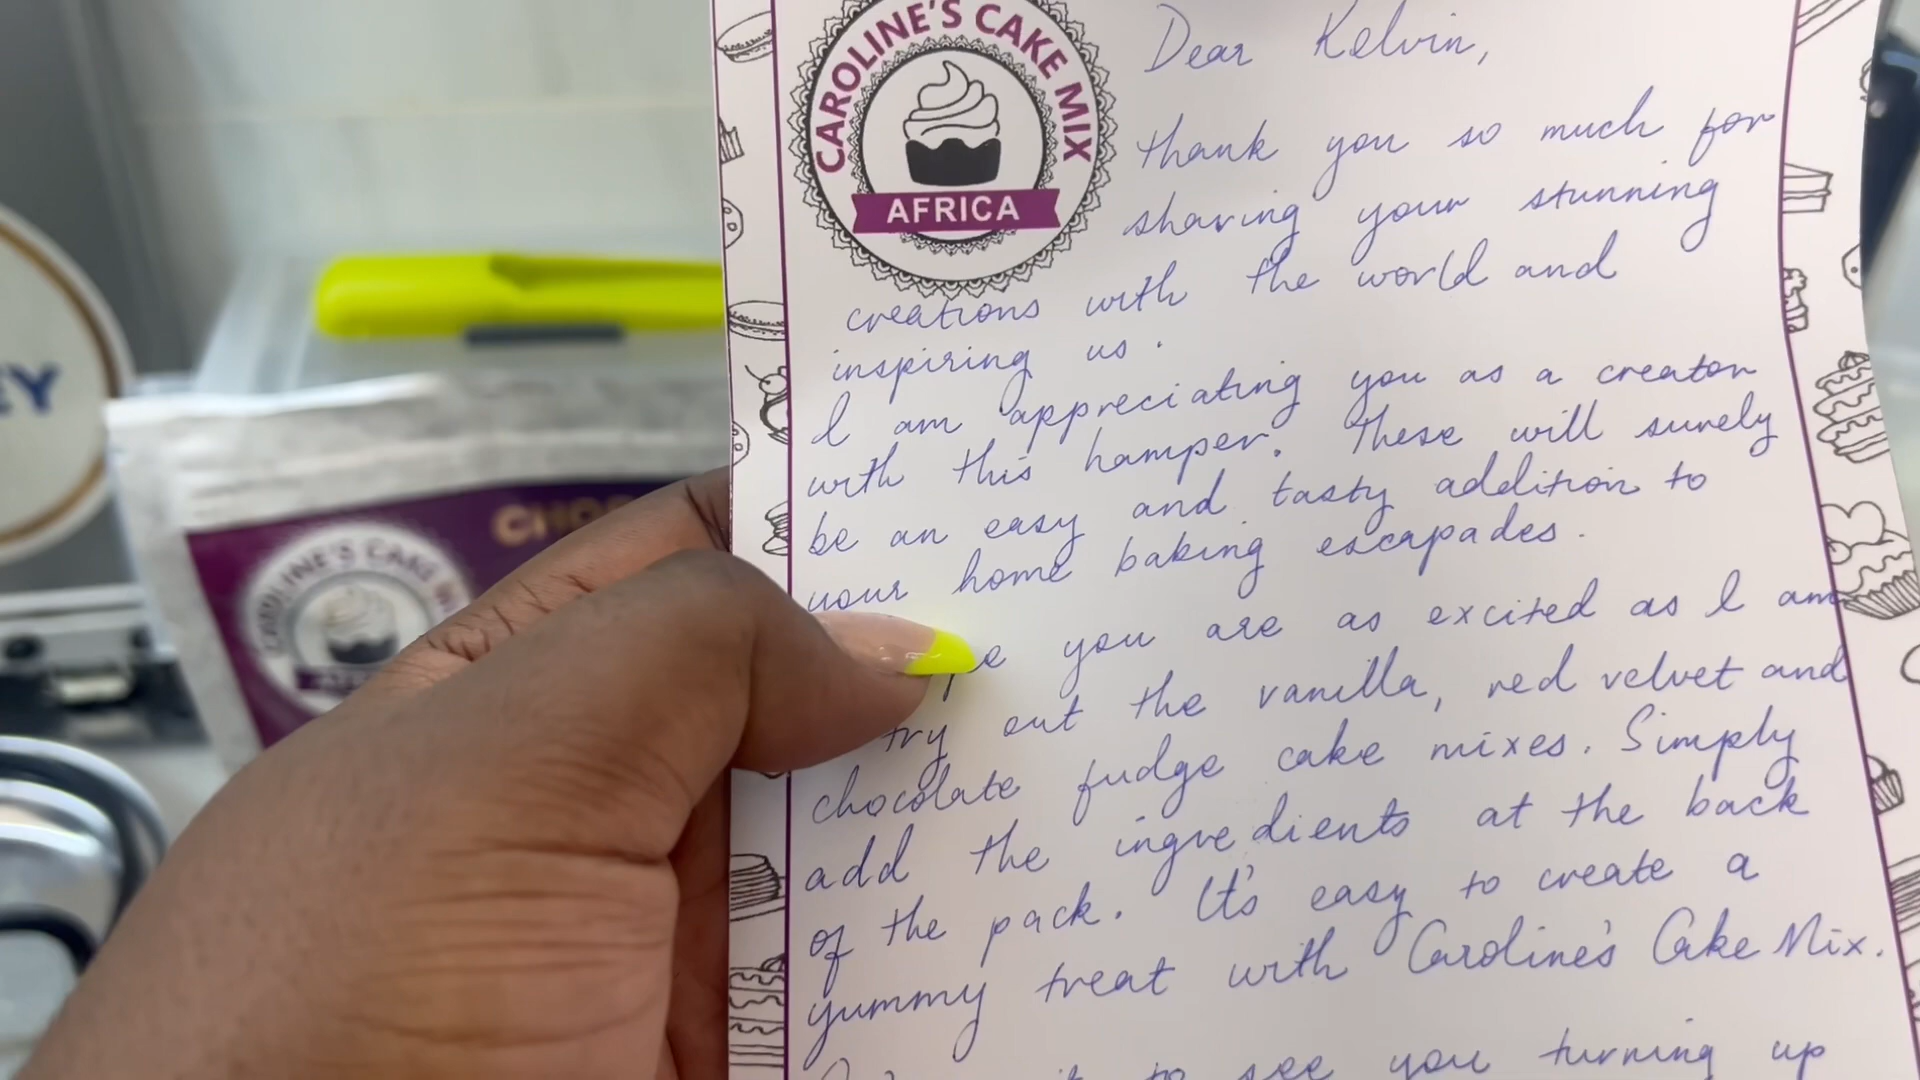 CAROLINE'S CAKE MIX
AFRICA
Dear Kelvin,
thank you so much for
sharing your stunning
creations with the world and
inspiring us.
I am appreciating you as a creator
with this hamper. These will surely
be an easy and tasty addition to
your home baking escapades.
you are as excited as I am
try out the vanilla, red velvet and
chocolate fudge cake mixes. Simply
add the ingredients at the back
of the pack. It's easy to create a
yummy treat with Caroline's Cake Mix.
to see you turning up
EY
CHO
CAROLINE'S CAKE